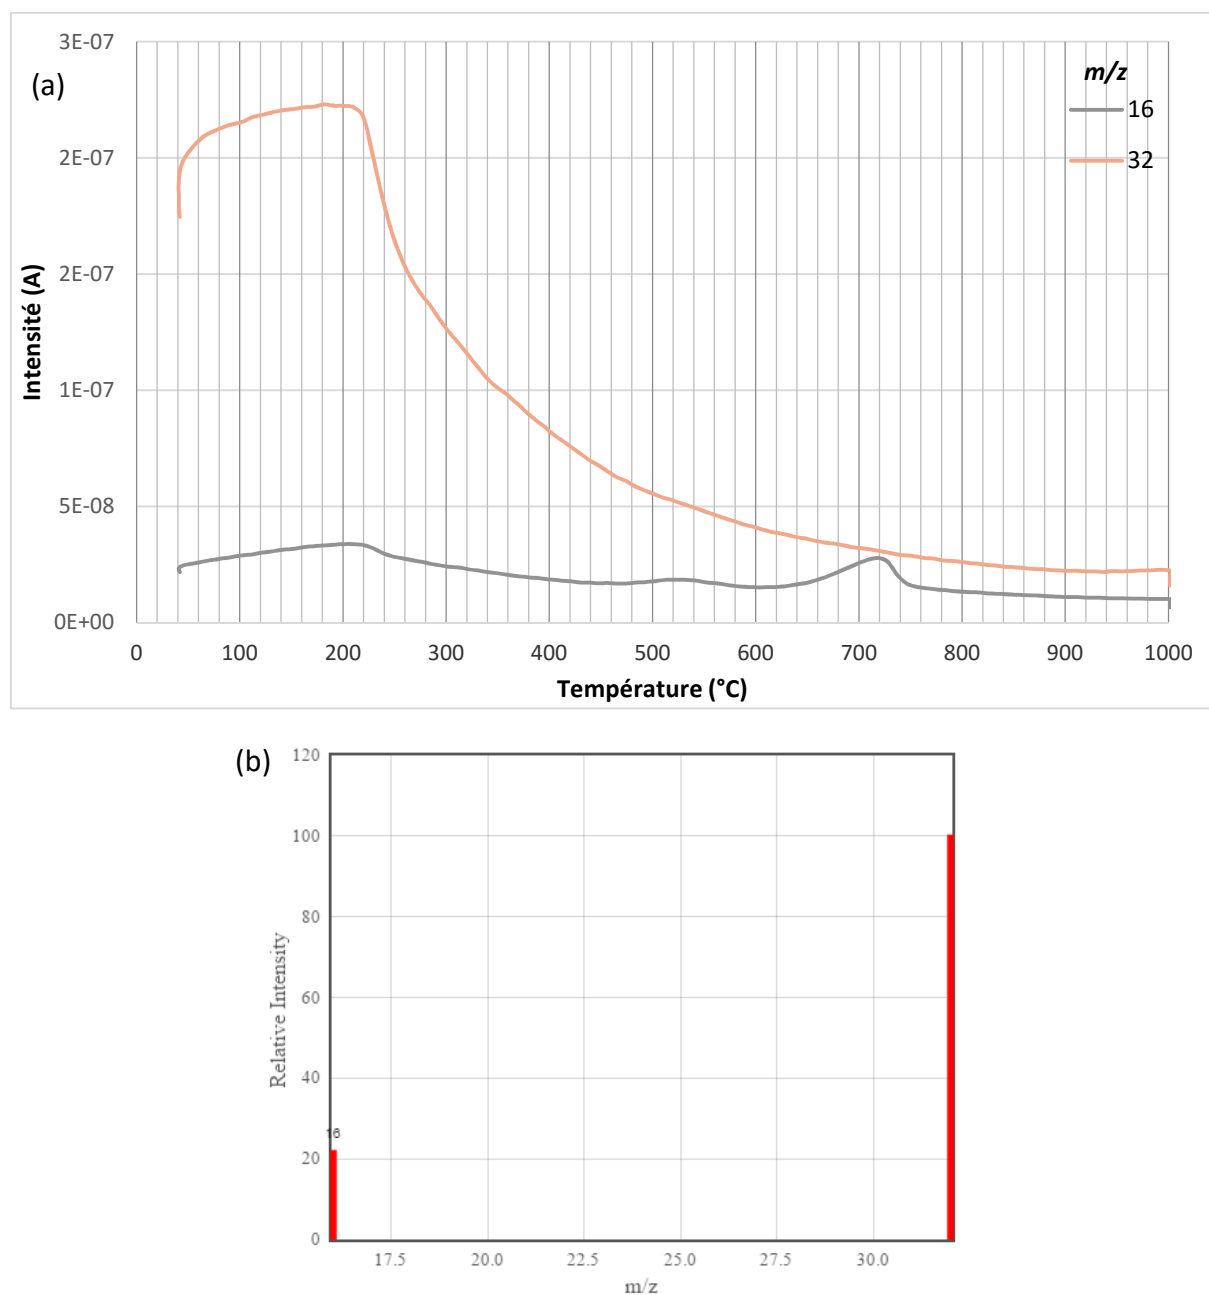 (a)
m/z
16
32
3E-07
2E-07
2E-07
1E-07
5E-08
0E+00
Intensité (A)
0 100 200 300 400 500 600 700 800 900 1000
Température (°C)
(b)
120
100
80
60
40
20
0
Relative Intensity
16
17.5 20.0 22.5 25.0 27.5 30.0
m/z